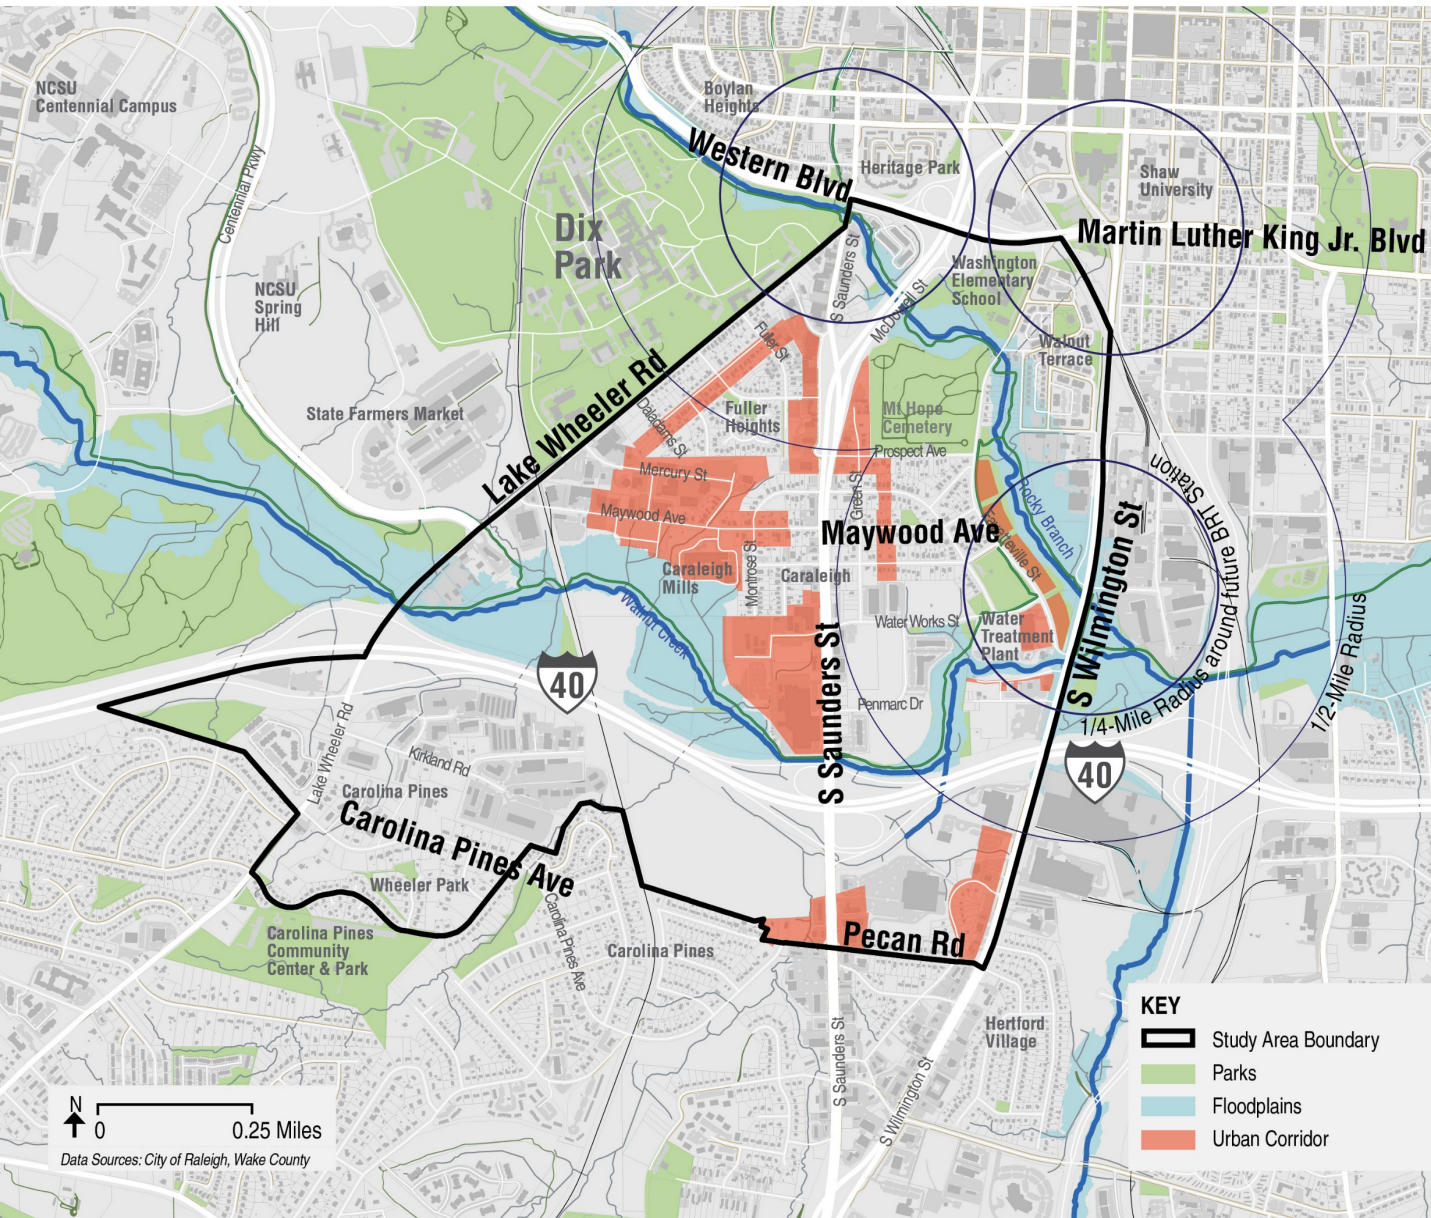 NCSU
Centennial Campus
Boylan
Heights
Western Blvd
Heritage Park
Shaw
University
Centennial Pkwy
Dix
Park
Martin Luther King Jr. Blvd
Washington
Elementary
School
S Saunders St
McDowell St
NCSU
Spring
Hill
Fuller St
Walnut
Terrace
Lake Wheeler Rd
State Farmers Market
Daladams St
Fuller
Heights
Mt Hope
Cemetery
Prospect Ave
Mercury St
Green St
Rocky Branch
Maywood Ave
Maywood Ave
Fayetteville St
S Wilmington St
Caraleigh
Mills
Montrose St
Caraleigh
Walnut Creek
Water Works St
Water
Treatment
Plant
S Saunders St
40
Penmarc Dr
1/4-Mile Radius around future BRT Station
1/2-Mile Radius
40
Lake Wheeler Rd
Kirkland Rd
Carolina Pines
Carolina Pines Ave
Wheeler Park
Carolina Pines Ave
Carolina Pines
Community
Center & Park
Carolina Pines
Pecan Rd
Hertford
Village
S Saunders St
S Wilmington St
KEY
Study Area Boundary
Parks
Floodplains
Urban Corridor
N
0 0.25 Miles
Data Sources: City of Raleigh, Wake County